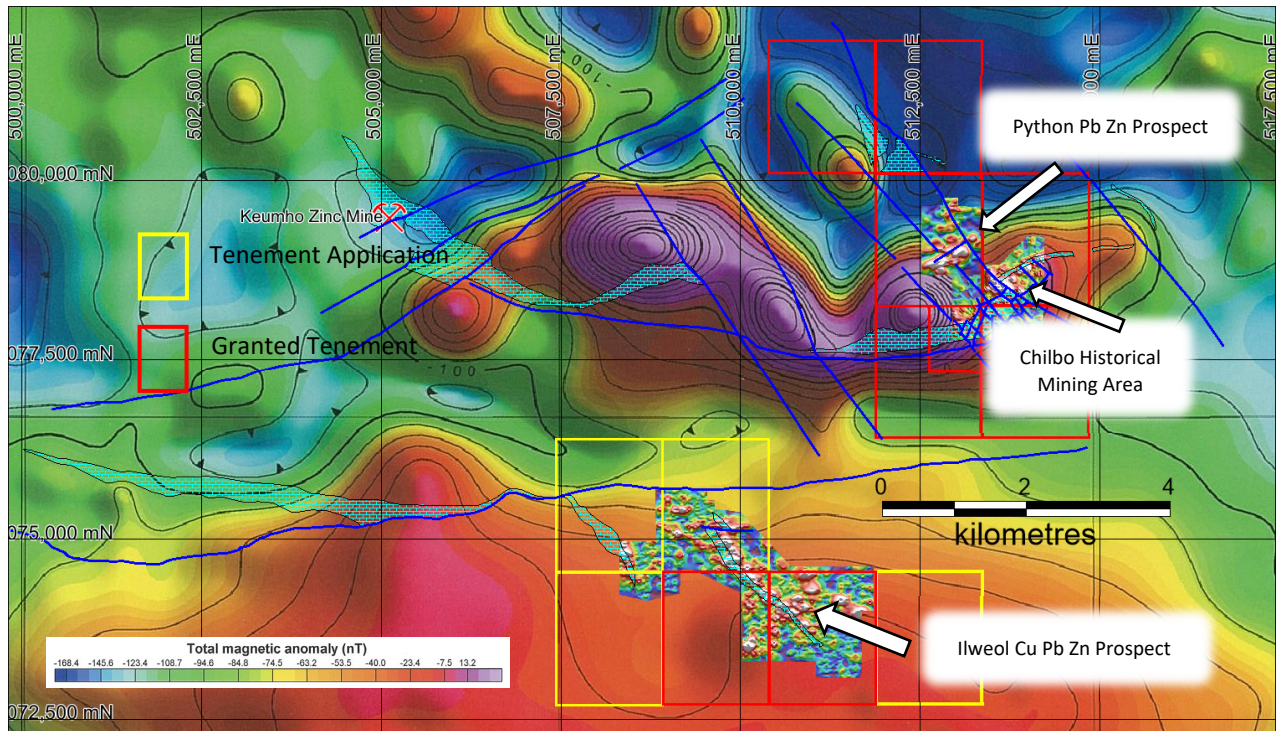 500,000 mE
502,500 mE
505,000 mE
507,500 mE
510,000 mE
512,500 mE
517,5
-100
Python Pb Zn Prospect
080,000 mN
Keumho Zinc Mine
Tenement Application
Granted Tenement
077,500 mN
-100
Chilbo Historical
Mining Area
0 2 4
kilometres
075,000 mN
Ilweol Cu Pb Zn Prospect
Total magnetic anomaly (nT)
-168.4 -145.6 -123.4 -108.7 -94.6 -84.8 -74.5 -63.2 -53.5 -40.0 -23.4 -7.5 13.2
072,500 mN